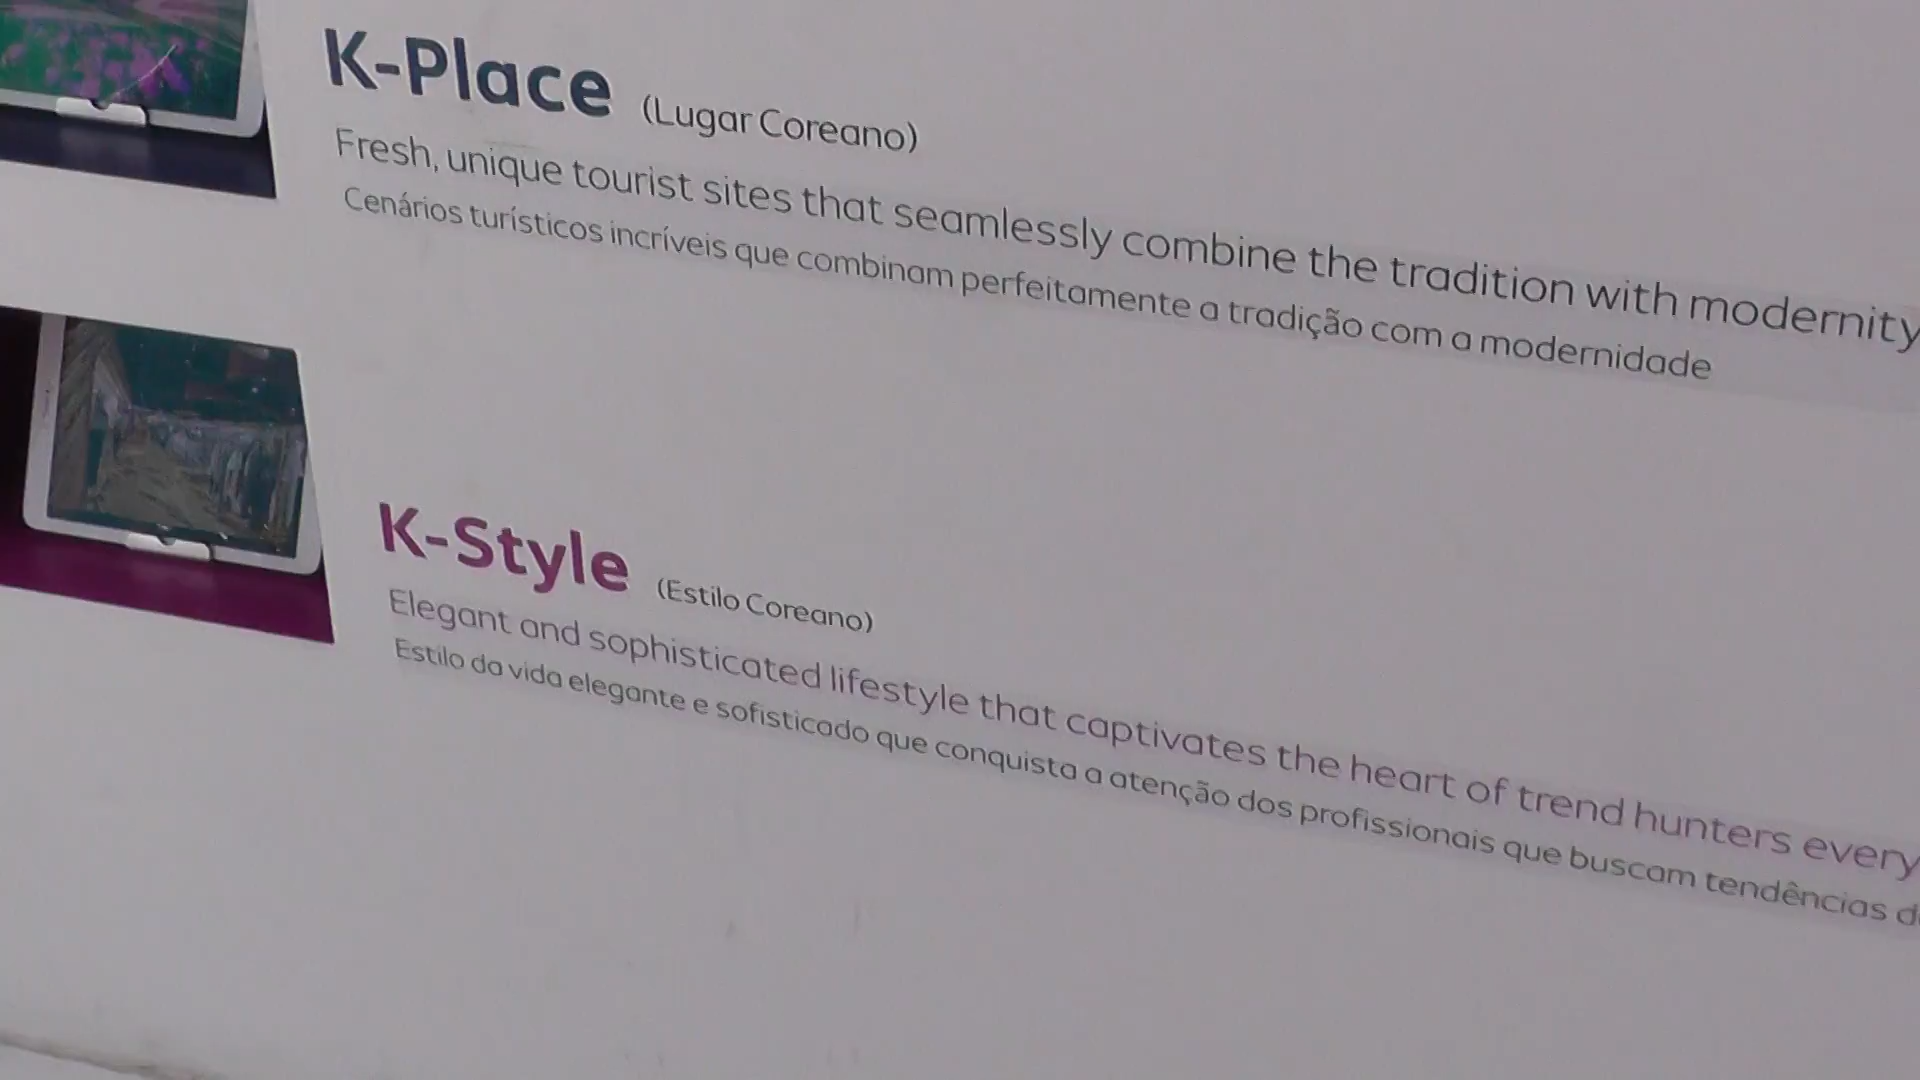 K-Place (Lugar Coreano)
Fresh, unique tourist sites that seamlessly combine the tradition with modernity
Cenários turísticos incríveis que combinam perfeitamente a tradição com a modernidade
K-Style (Estilo Coreano)
Elegant and sophisticated lifestyle that captivates the heart of trend hunters every
Estilo da vida elegante e sofisticado que conquista a atenção dos profissionais que buscam tendências